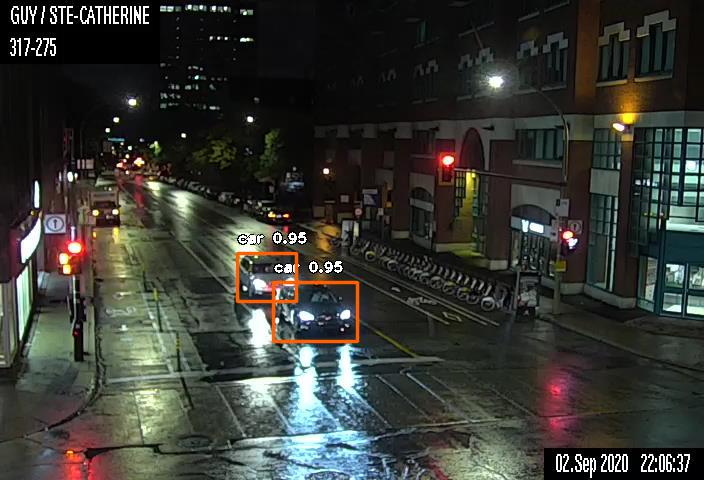 GUY / STE-CATHERINE
317-275
car 0.95
car 0.95
02.Sep 2020 22:06:37